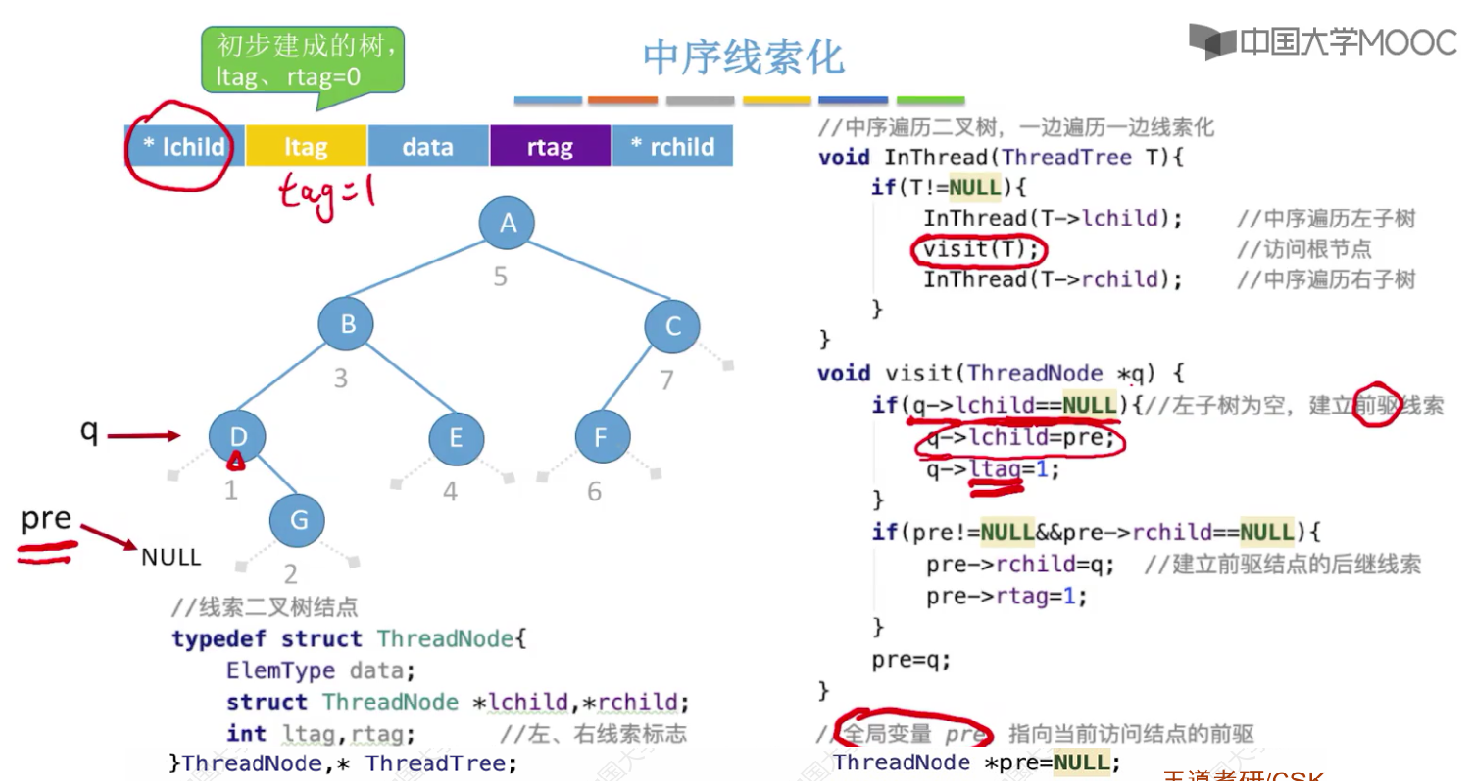 初步建成的树，
ltag、rtag=0
中序线索化
中国大学MOOC
* lchild ltag data rtag * rchild
tag=1
A
5
B
C
3
7
q
D
E
F
1
4
6
pre
G
NULL
2
//线索二叉树结点
typedef struct ThreadNode{
ElemType data;
struct ThreadNode *lchild,*rchild;
int ltag,rtag; //左、右线索标志
}ThreadNode,* ThreadTree;
//中序遍历二叉树，一边遍历一边线索化
void InThread(ThreadTree T){
if(T!=NULL){
InThread(T->lchild); //中序遍历左子树
visit(T); //访问根节点
InThread(T->rchild); //中序遍历右子树
}
}
void visit(ThreadNode *q) {
if(q->lchild==NULL){//左子树为空，建立前驱线索
q->lchild=pre;
q->ltag=1;
}
if(pre!=NULL&&pre->rchild==NULL){
pre->rchild=q; //建立前驱结点的后继线索
pre->rtag=1;
}
pre=q;
}
//全局变量 pre 指向当前访问结点的前驱
ThreadNode *pre=NULL;
王道考研/CSK